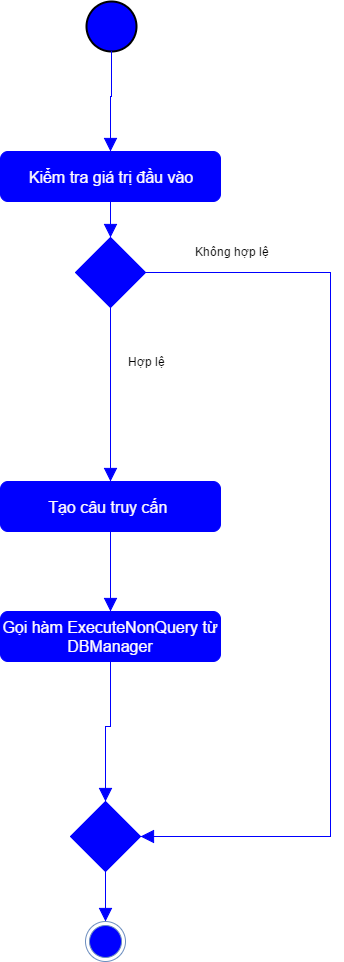 Kiểm tra giá trị đầu vào
Không hợp lệ
Hợp lệ
Tạo câu truy cấn
Gọi hàm ExecuteNonQuery từ
DBManager